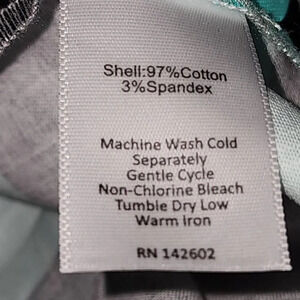 Shell:97%Cotton
3%Spandex
Machine Wash Cold
Separately
Gentle Cycle
Non-Chlorine Bleach
Tumble Dry Low
Warm Iron
RN 142602